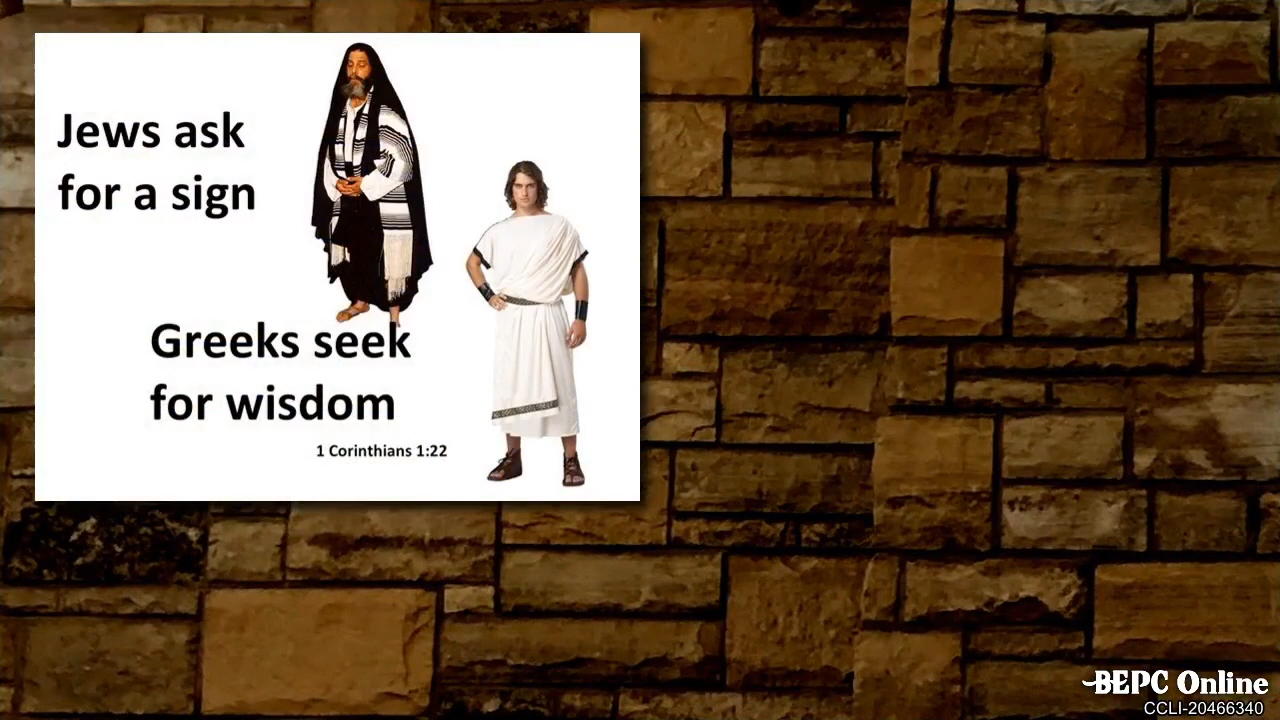 Jews ask
for a sign
Greeks seek
for wisdom
1 Corinthians 1:22
BEPC Online
CCLI-20466340